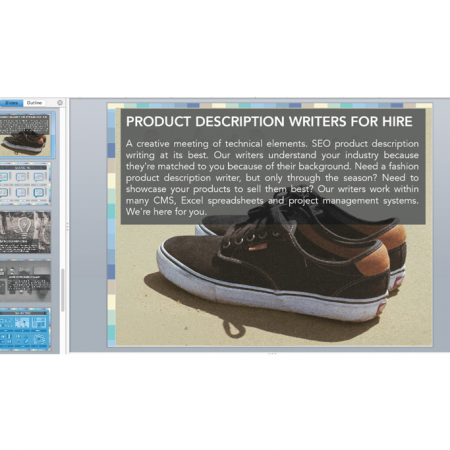 Slides Outline
PRODUCT DESCRIPTION WRITERS FOR HIRE
A creative meeting of technical elements. SEO product description
writing at its best. Our writers understand your industry because
they're matched to you because of their background. Need a fashion
product description writer, but only through the season? Need to
showcase your products to sell them best? Our writers work within
many CMS, Excel spreadsheets and project management systems.
We're here for you.